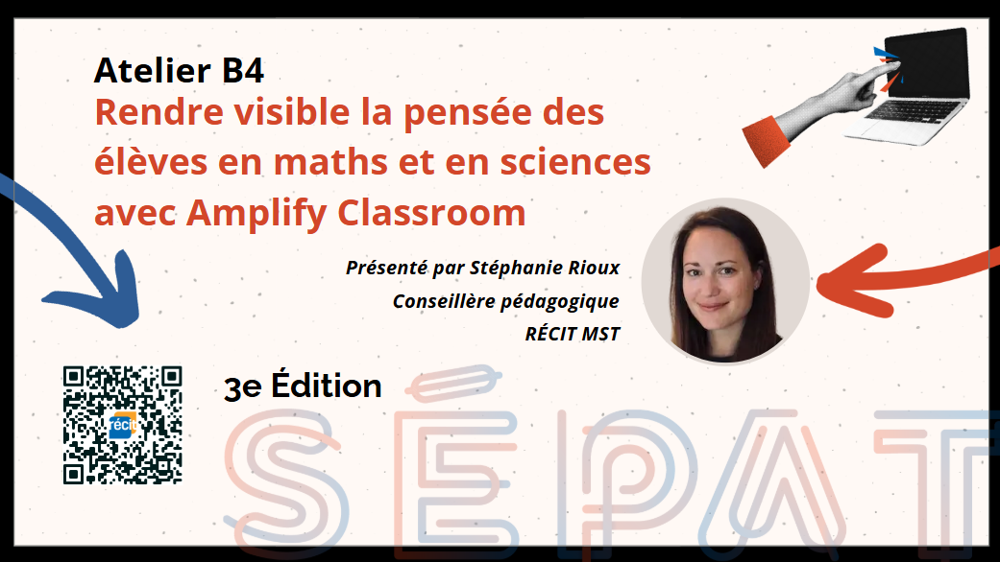 Atelier B4
Rendre visible la pensée des
élèves en maths et en sciences
avec Amplify Classroom
Présenté par Stéphanie Rioux
Conseillère pédagogique
RÉCIT MST
3e Édition
récit
SÉPAT